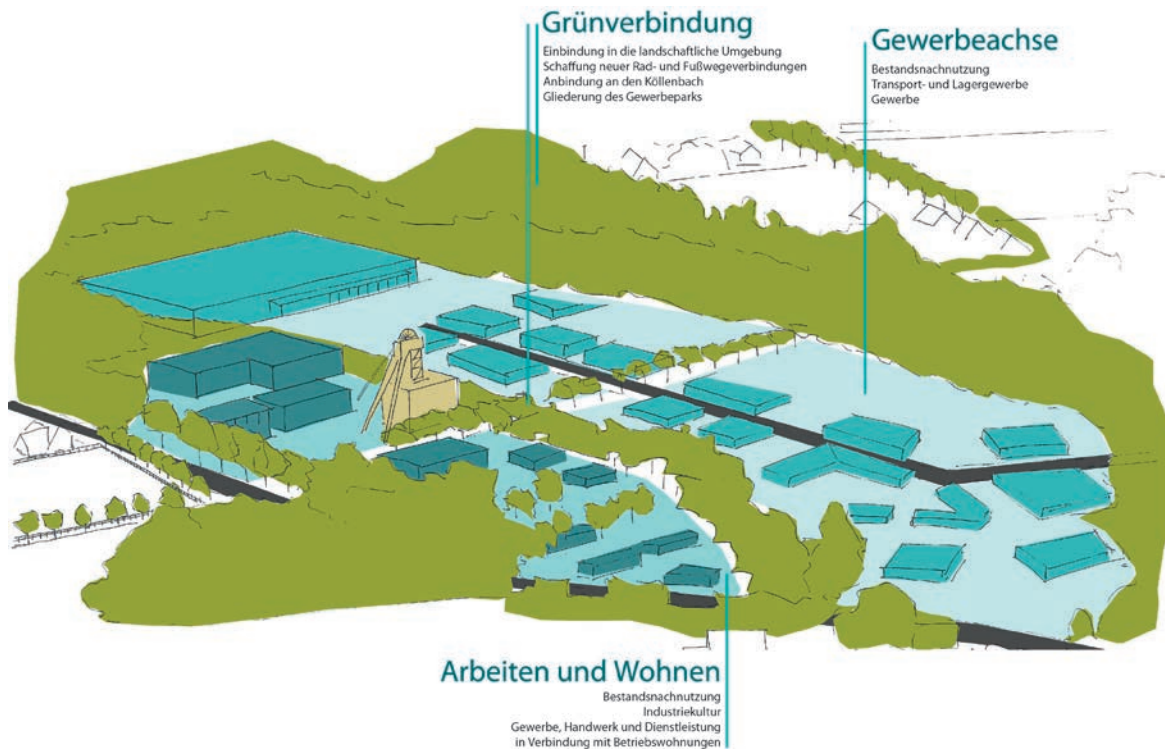 Grünverbindung
Einbindung in die landschaftliche Umgebung
Schaffung neuer Rad- und Fußwegeverbindungen
Anbindung an den Köllenbach
Gliederung des Gewerbeparks
Gewerbeachse
Bestandsnachnutzung
Transport- und Lagergewerbe
Gewerbe
Arbeiten und Wohnen
Bestandsnachnutzung
Industriekultur
Gewerbe, Handwerk und Dienstleistung
in Verbindung mit Betriebswohnungen